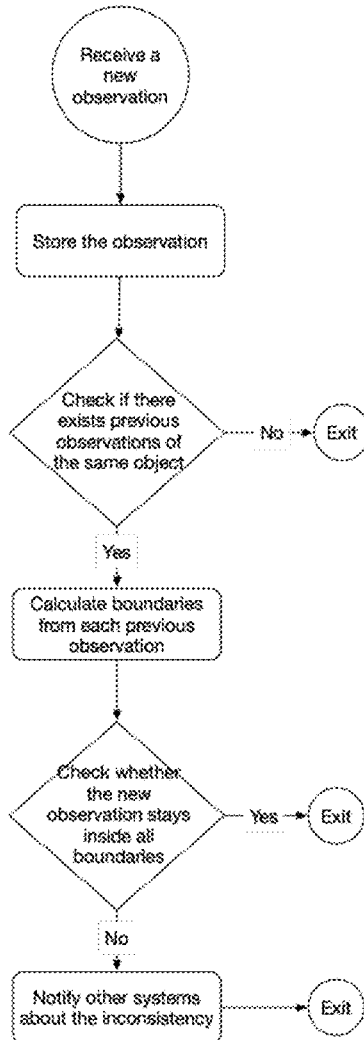 Receive a
new
observation
Store the observation
Check if there
exists previous
observations of
the same object
No
Exit
Yes
Calculate boundaries
from each previous
observation
Check whether
the new
observation stays
inside all
boundaries
Yes
Exit
No
Notify other systems
about the inconsistency
Exit